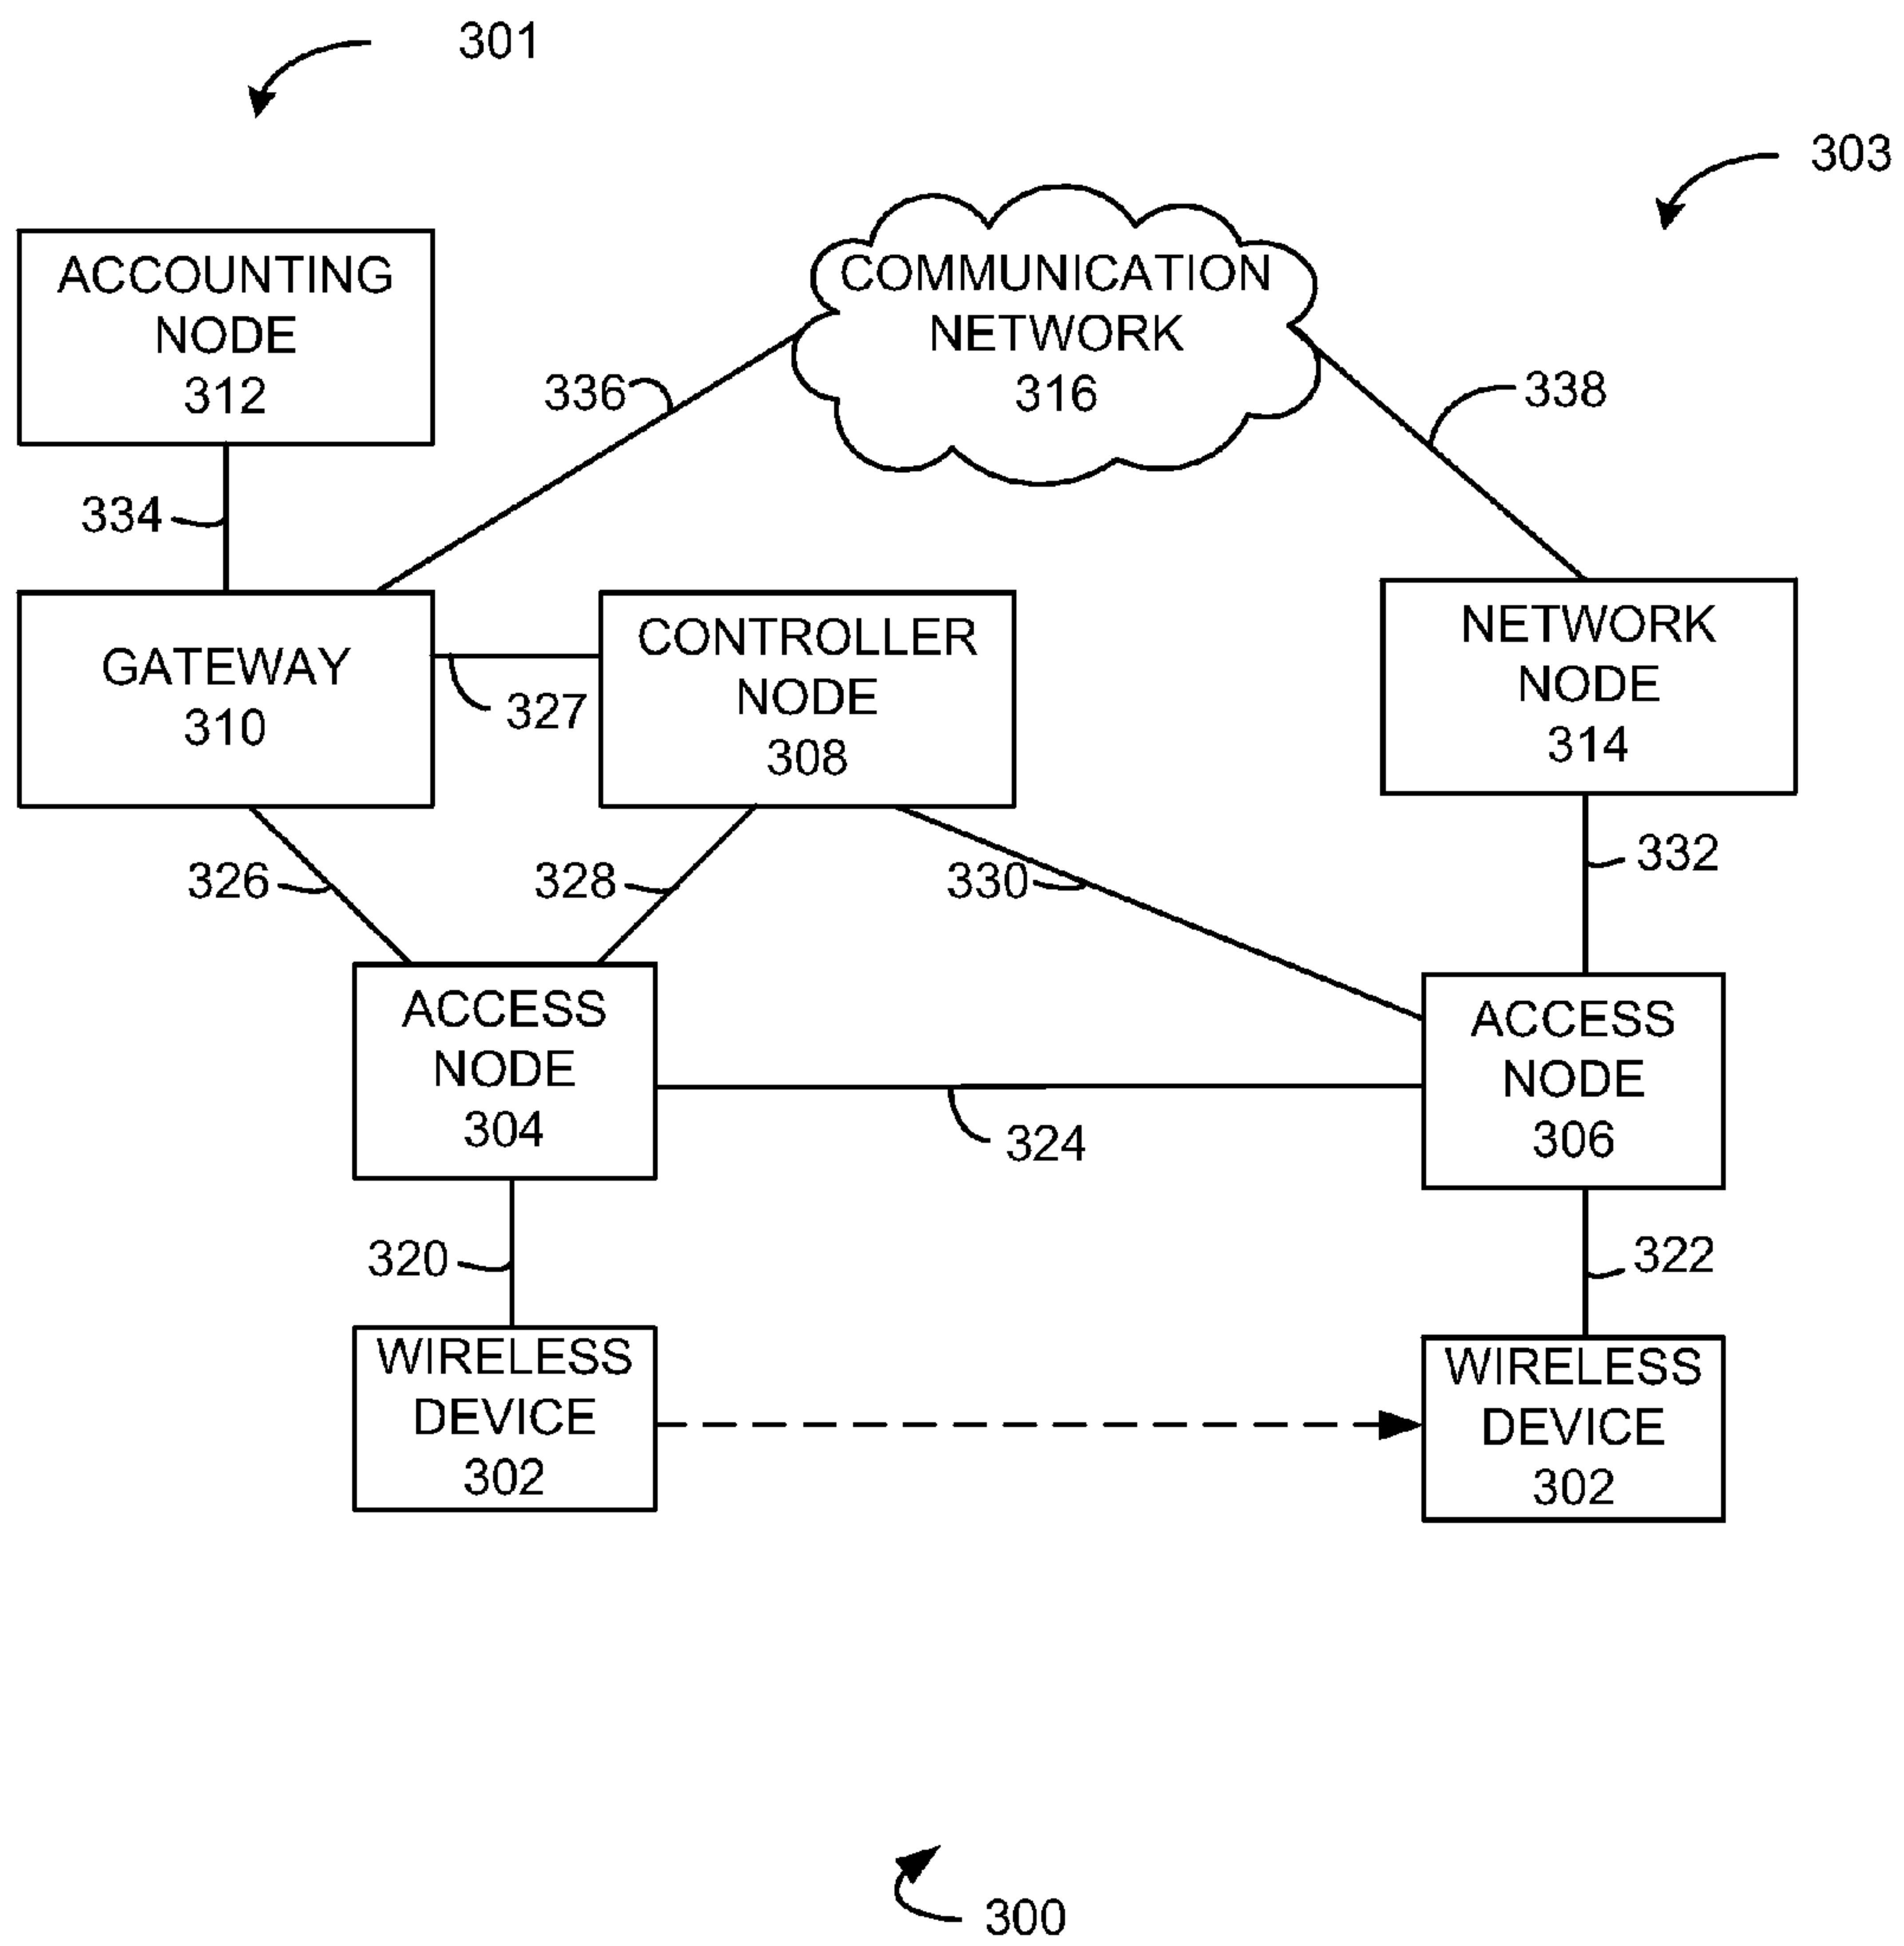 301
303
ACCOUNTING
NODE
312
COMMUNICATION
NETWORK
316
336
338
334
GATEWAY
310
327
CONTROLLER
NODE
308
NETWORK
NODE
314
326
328
330
332
ACCESS
NODE
304
ACCESS
NODE
306
324
320
322
WIRELESS
DEVICE
302
WIRELESS
DEVICE
302
300